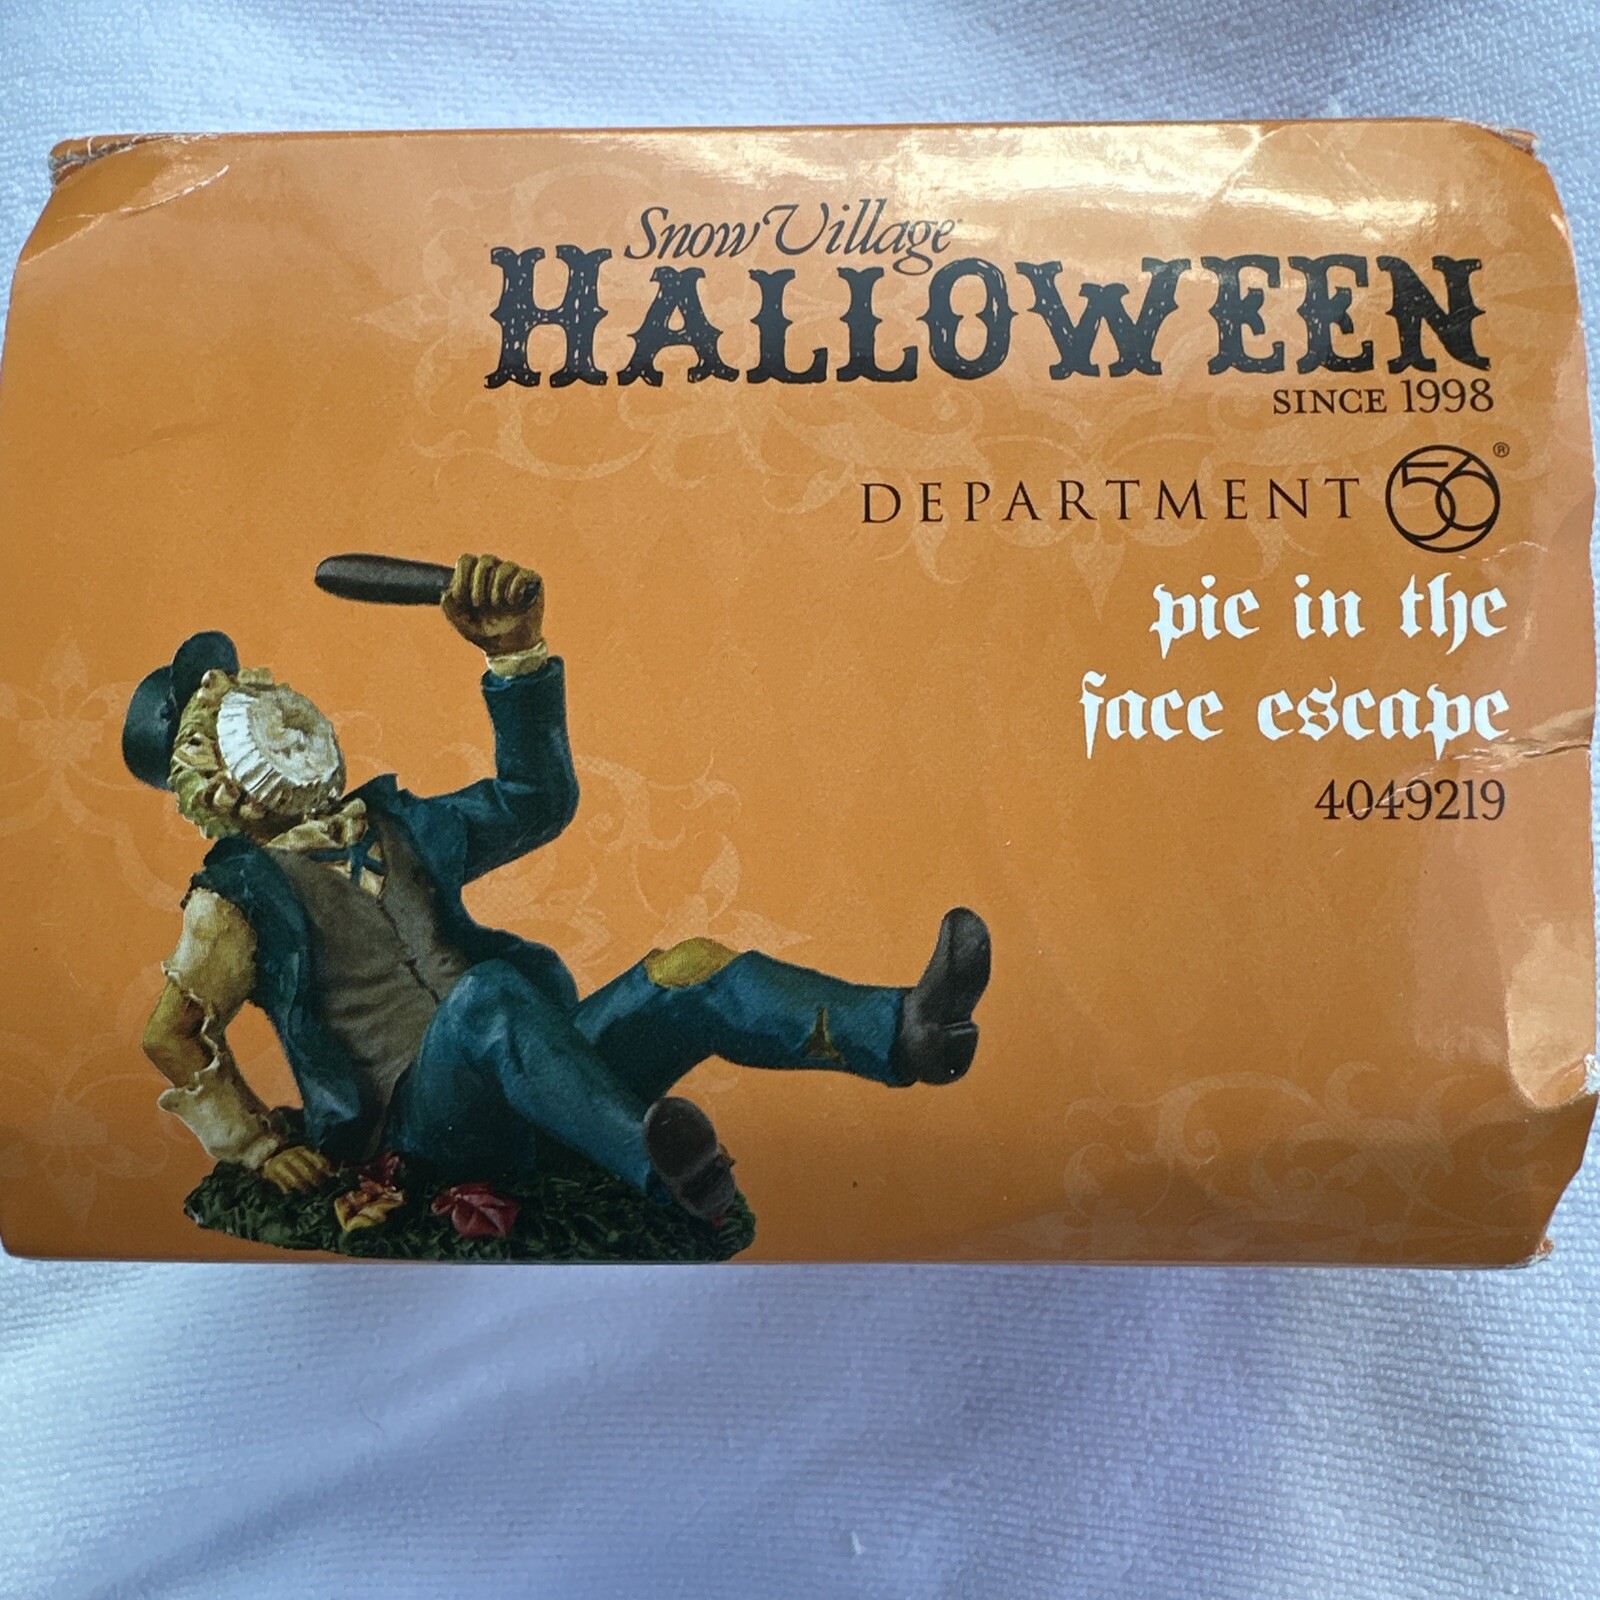 Snow Village
HALLOWEEN
SINCE 1998
DEPARTMENT 56®
pie in the
face escape
4049219